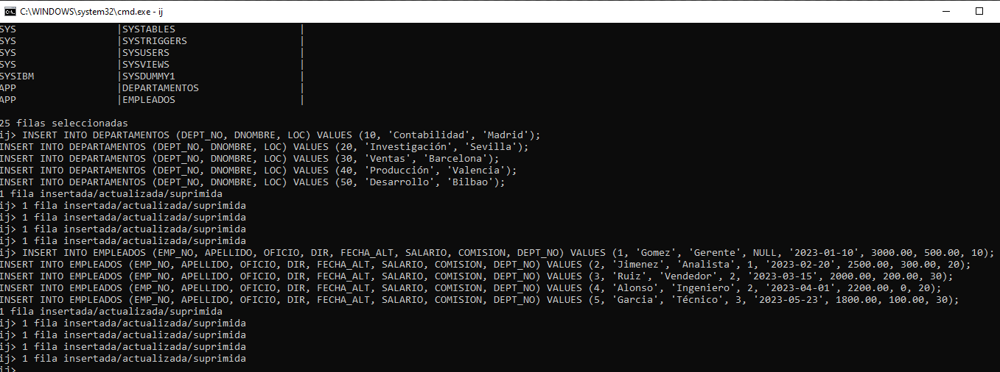 C:\WINDOWS\system32\cmd.exe - ij
SYS |SYSTABLES |
SYS |SYSTRIGGERS |
SYS |SYSUSERS |
SYS |SYSVIEWS |
SYSIBM |SYSDUMMY1 |
APP |DEPARTAMENTOS |
APP |EMPLEADOS |
25 filas seleccionadas
ij> INSERT INTO DEPARTAMENTOS (DEPT_NO, DNOMBRE, LOC) VALUES (10, 'Contabilidad', 'Madrid');
INSERT INTO DEPARTAMENTOS (DEPT_NO, DNOMBRE, LOC) VALUES (20, 'Investigación', 'Sevilla');
INSERT INTO DEPARTAMENTOS (DEPT_NO, DNOMBRE, LOC) VALUES (30, 'Ventas', 'Barcelona');
INSERT INTO DEPARTAMENTOS (DEPT_NO, DNOMBRE, LOC) VALUES (40, 'Producción', 'Valencia');
INSERT INTO DEPARTAMENTOS (DEPT_NO, DNOMBRE, LOC) VALUES (50, 'Desarrollo', 'Bilbao');
1 fila insertada/actualizada/suprimida
ij> 1 fila insertada/actualizada/suprimida
ij> 1 fila insertada/actualizada/suprimida
ij> 1 fila insertada/actualizada/suprimida
ij> 1 fila insertada/actualizada/suprimida
ij> INSERT INTO EMPLEADOS (EMP_NO, APELLIDO, OFICIO, DIR, FECHA_ALT, SALARIO, COMISION, DEPT_NO) VALUES (1, 'Gomez', 'Gerente', NULL, '2023-01-10', 3000.00, 500.00, 10);
INSERT INTO EMPLEADOS (EMP_NO, APELLIDO, OFICIO, DIR, FECHA_ALT, SALARIO, COMISION, DEPT_NO) VALUES (2, 'Jimenez', 'Analista', 1, '2023-02-20', 2500.00, 300.00, 20);
INSERT INTO EMPLEADOS (EMP_NO, APELLIDO, OFICIO, DIR, FECHA_ALT, SALARIO, COMISION, DEPT_NO) VALUES (3, 'Ruiz', 'Vendedor', 2, '2023-03-15', 2000.00, 200.00, 30);
INSERT INTO EMPLEADOS (EMP_NO, APELLIDO, OFICIO, DIR, FECHA_ALT, SALARIO, COMISION, DEPT_NO) VALUES (4, 'Alonso', 'Ingeniero', 2, '2023-04-01', 2200.00, 0, 20);
INSERT INTO EMPLEADOS (EMP_NO, APELLIDO, OFICIO, DIR, FECHA_ALT, SALARIO, COMISION, DEPT_NO) VALUES (5, 'Garcia', 'Técnico', 3, '2023-05-23', 1800.00, 100.00, 30);
1 fila insertada/actualizada/suprimida
ij> 1 fila insertada/actualizada/suprimida
ij> 1 fila insertada/actualizada/suprimida
ij> 1 fila insertada/actualizada/suprimida
ij> 1 fila insertada/actualizada/suprimida
ij>